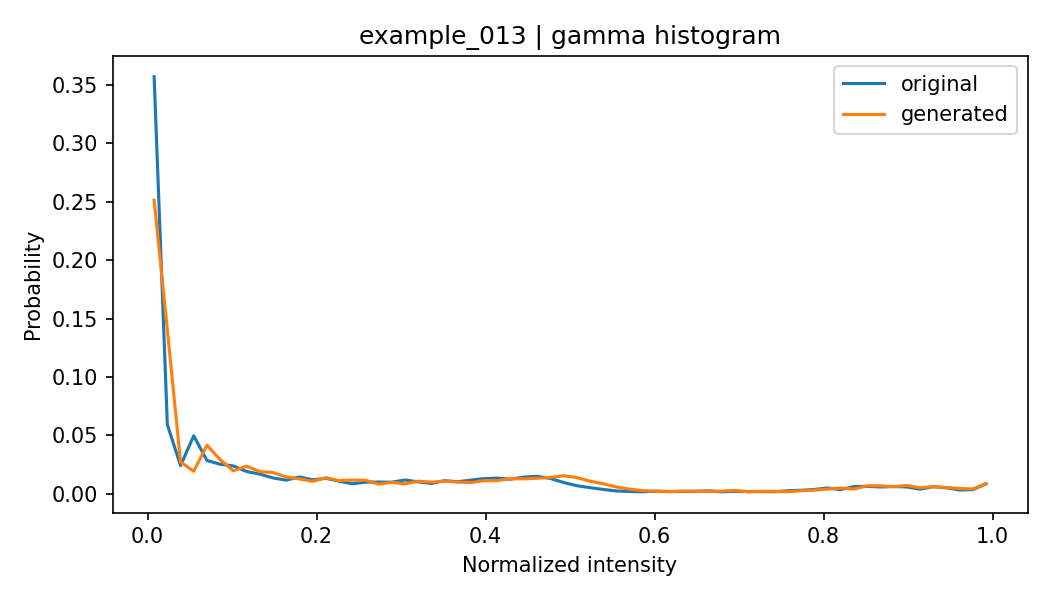 example_013 | gamma histogram
original
generated
Probability
0.35
0.30
0.25
0.20
0.15
0.10
0.05
0.00
0.0 0.2 0.4 0.6 0.8 1.0
Normalized intensity